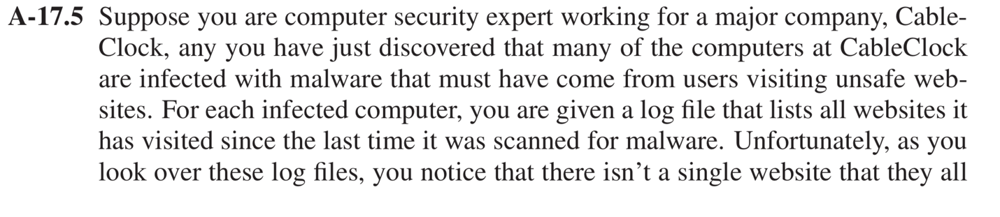 A-17.5 Suppose you are computer security expert working for a major company, Cable-
Clock, any you have just discovered that many of the computers at CableClock
are infected with malware that must have come from users visiting unsafe web-
sites. For each infected computer, you are given a log file that lists all websites it
has visited since the last time it was scanned for malware. Unfortunately, as you
look over these log files, you notice that there isn’t a single website that they all